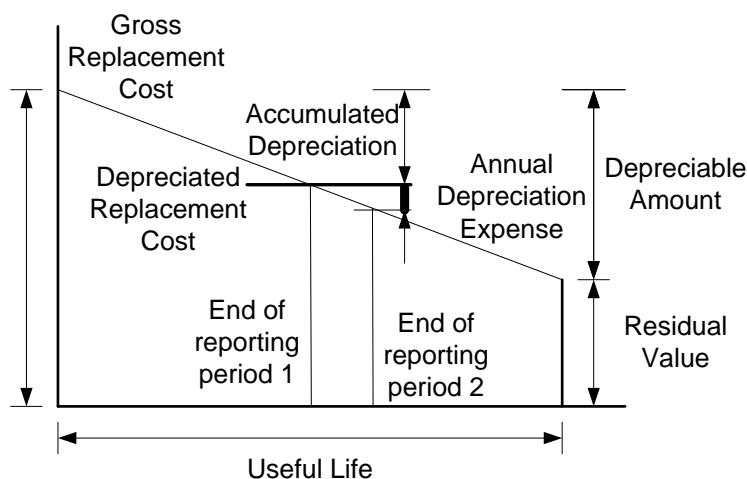 Gross
Replacement
Cost
Accumulated
Depreciation
Depreciated
Replacement
Cost
Annual
Depreciation
Expense
Depreciable
Amount
End of
reporting
period 1
End of
reporting
period 2
Residual
Value
Useful Life